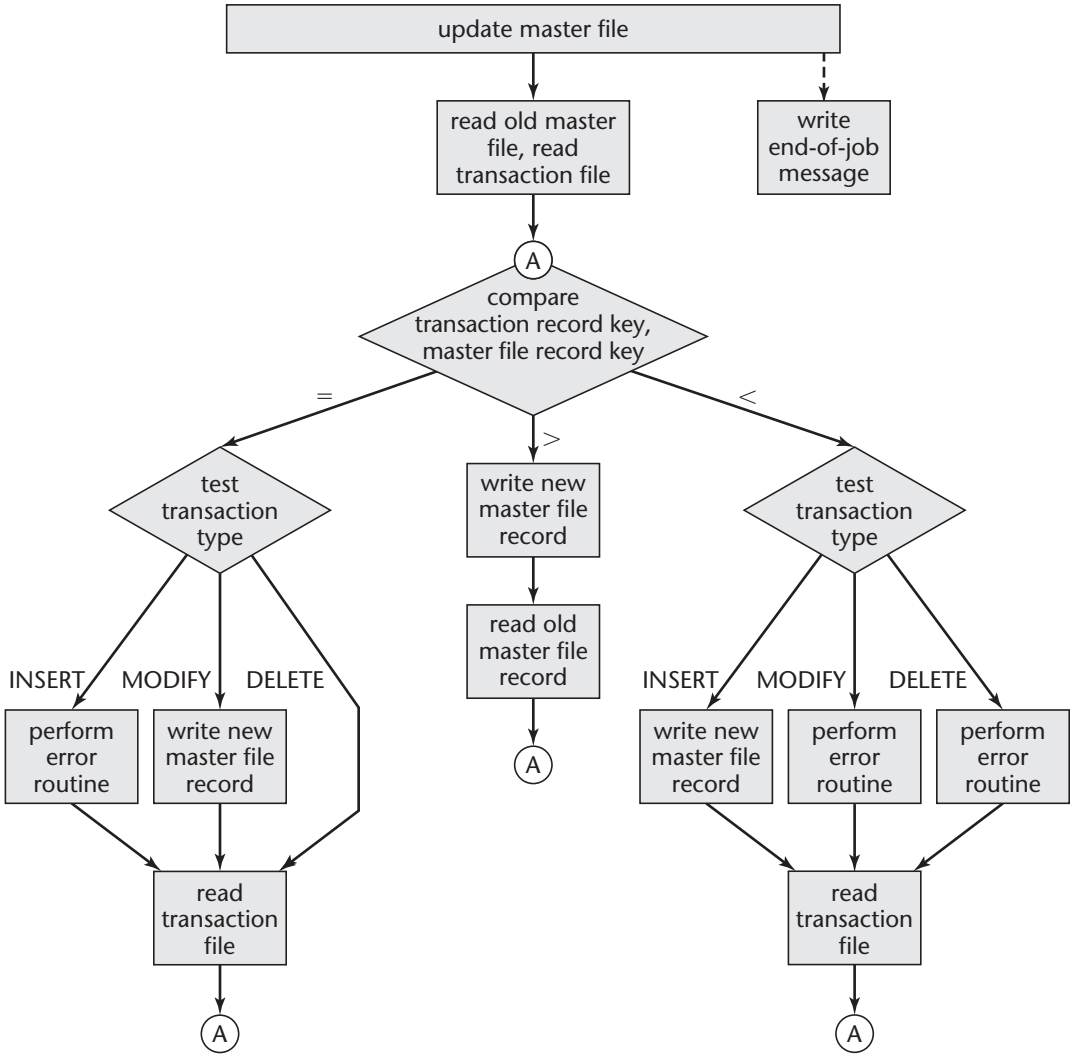 update master file
read old master
file, read
transaction file
write
end-of-job
message
A
compare
transaction record key,
master file record key
=
>
<
test
transaction
type
write new
master file
record
test
transaction
type
read old
master file
record
INSERT
MODIFY
DELETE
INSERT
MODIFY
DELETE
perform
error
routine
write new
master file
record
A
write new
master file
record
perform
error
routine
perform
error
routine
read
transaction
file
read
transaction
file
A
A